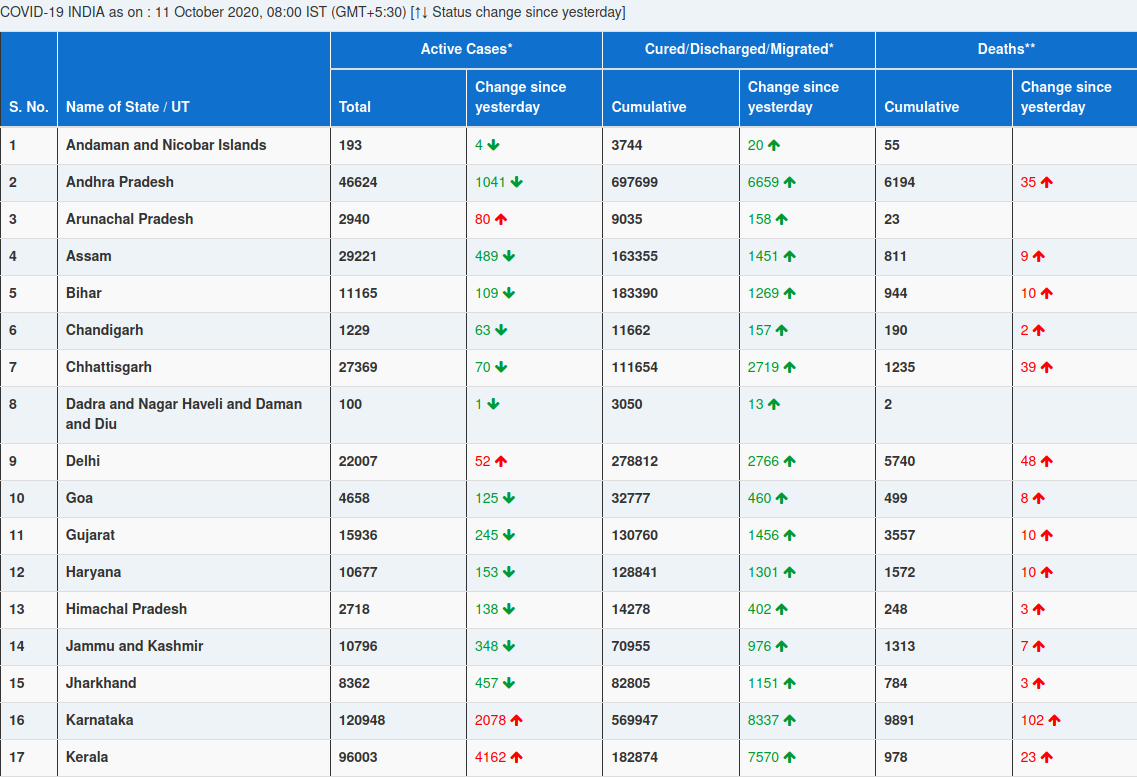 COVID-19 INDIA as on : 11 October 2020, 08:00 IST (GMT+5:30) [↑↓ Status change since yesterday]
Active Cases* Cured/Discharged/Migrated* Deaths**
S. No. Name of State / UT Total Change since yesterday Cumulative Change since yesterday Cumulative Change since yesterday
1 Andaman and Nicobar Islands 193 4 ↓ 3744 20 ↑ 55
2 Andhra Pradesh 46624 1041 ↓ 697699 6659 ↑ 6194 35 ↑
3 Arunachal Pradesh 2940 80 ↑ 9035 158 ↑ 23
4 Assam 29221 489 ↓ 163355 1451 ↑ 811 9 ↑
5 Bihar 11165 109 ↓ 183390 1269 ↑ 944 10 ↑
6 Chandigarh 1229 63 ↓ 11662 157 ↑ 190 2 ↑
7 Chhattisgarh 27369 70 ↓ 111654 2719 ↑ 1235 39 ↑
8 Dadra and Nagar Haveli and Daman and Diu 100 1 ↓ 3050 13 ↑ 2
9 Delhi 22007 52 ↑ 278812 2766 ↑ 5740 48 ↑
10 Goa 4658 125 ↓ 32777 460 ↑ 499 8 ↑
11 Gujarat 15936 245 ↓ 130760 1456 ↑ 3557 10 ↑
12 Haryana 10677 153 ↓ 128841 1301 ↑ 1572 10 ↑
13 Himachal Pradesh 2718 138 ↓ 14278 402 ↑ 248 3 ↑
14 Jammu and Kashmir 10796 348 ↓ 70955 976 ↑ 1313 7 ↑
15 Jharkhand 8362 457 ↓ 82805 1151 ↑ 784 3 ↑
16 Karnataka 120948 2078 ↑ 569947 8337 ↑ 9891 102 ↑
17 Kerala 96003 4162 ↑ 182874 7570 ↑ 978 23 ↑